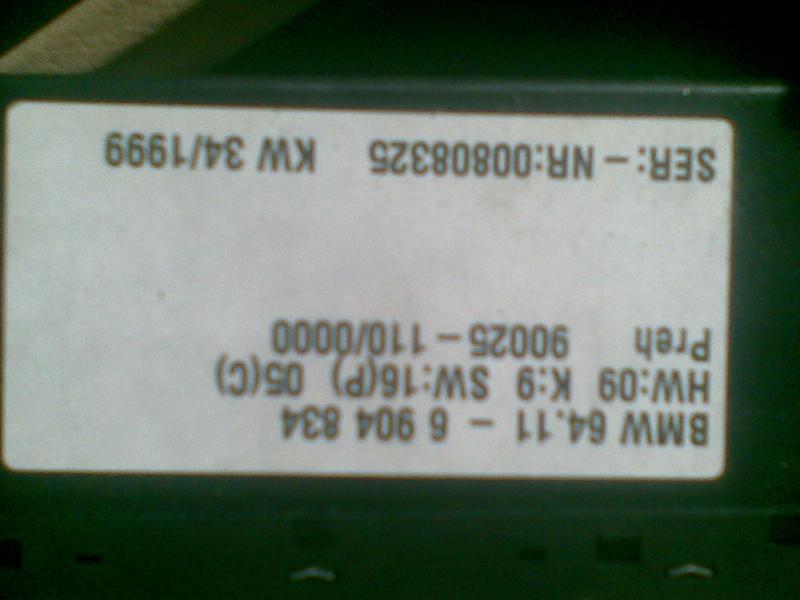 BMW 64.11 - 6 904 834
HW:09 K:9 SW:16(P) 05(C)
Preh 90025-110/0000
SER:-NR:00808325 KW 34/1999